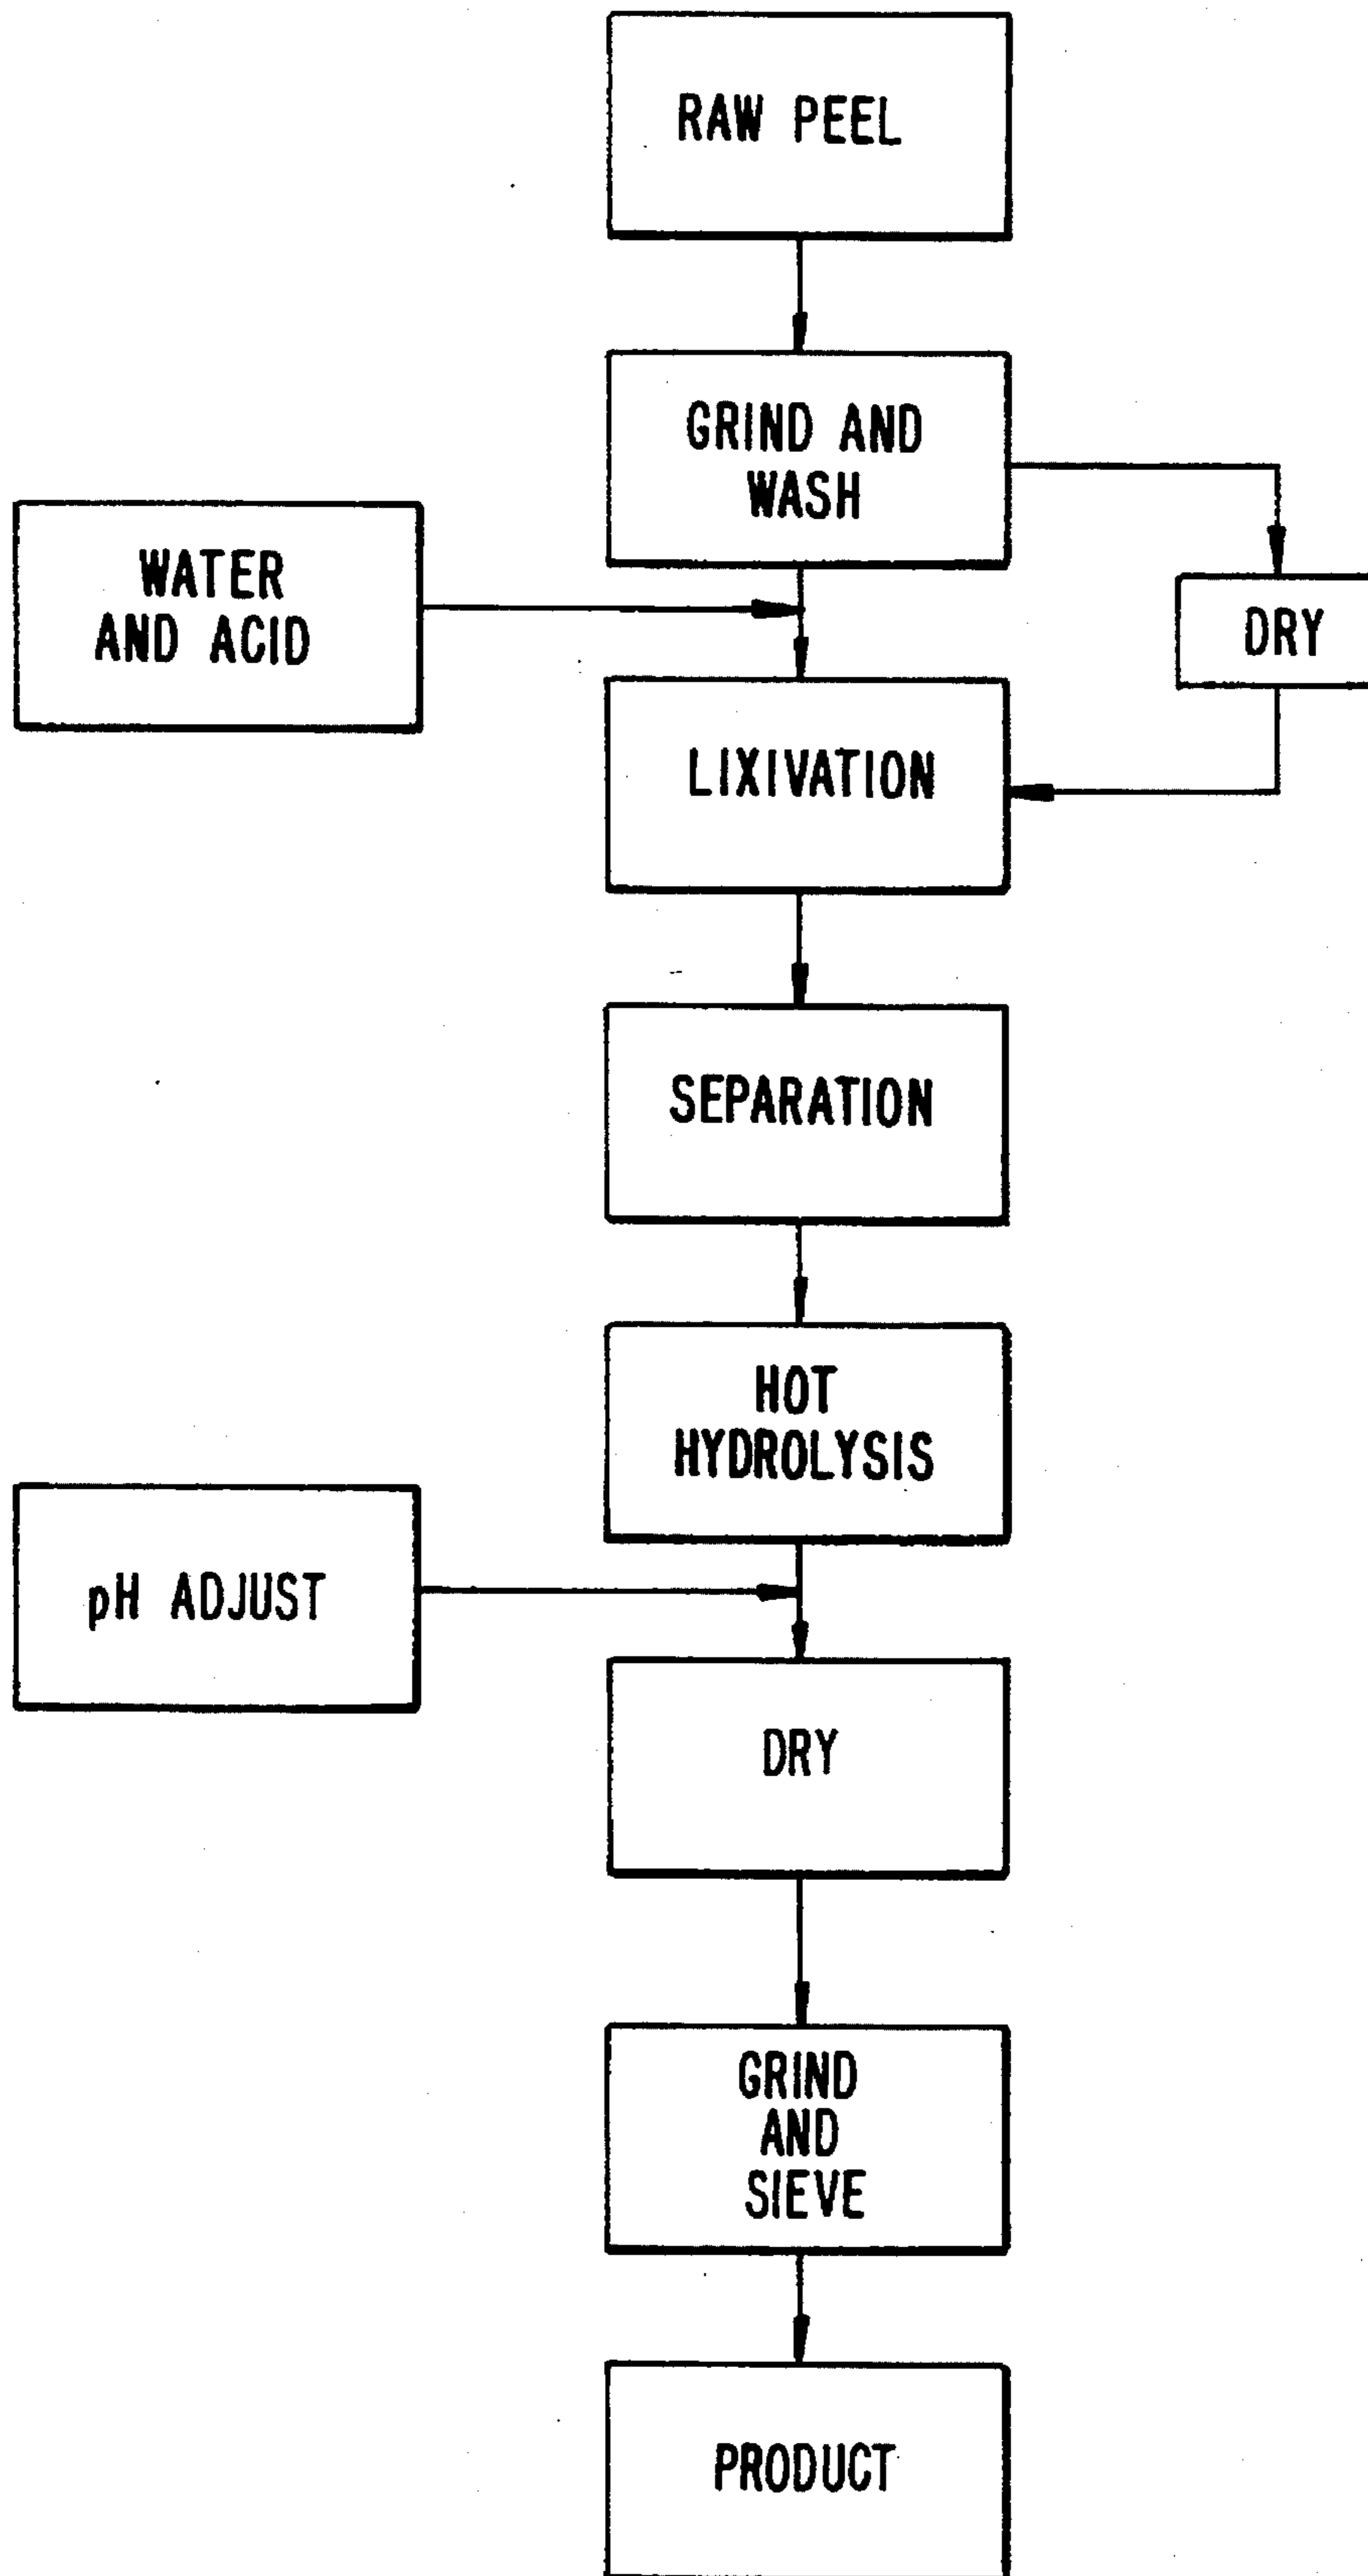 RAW PEEL
GRIND AND
WASH
WATER
AND ACID
DRY
LIXIVATION
SEPARATION
HOT
HYDROLYSIS
pH ADJUST
DRY
GRIND
AND
SIEVE
PRODUCT